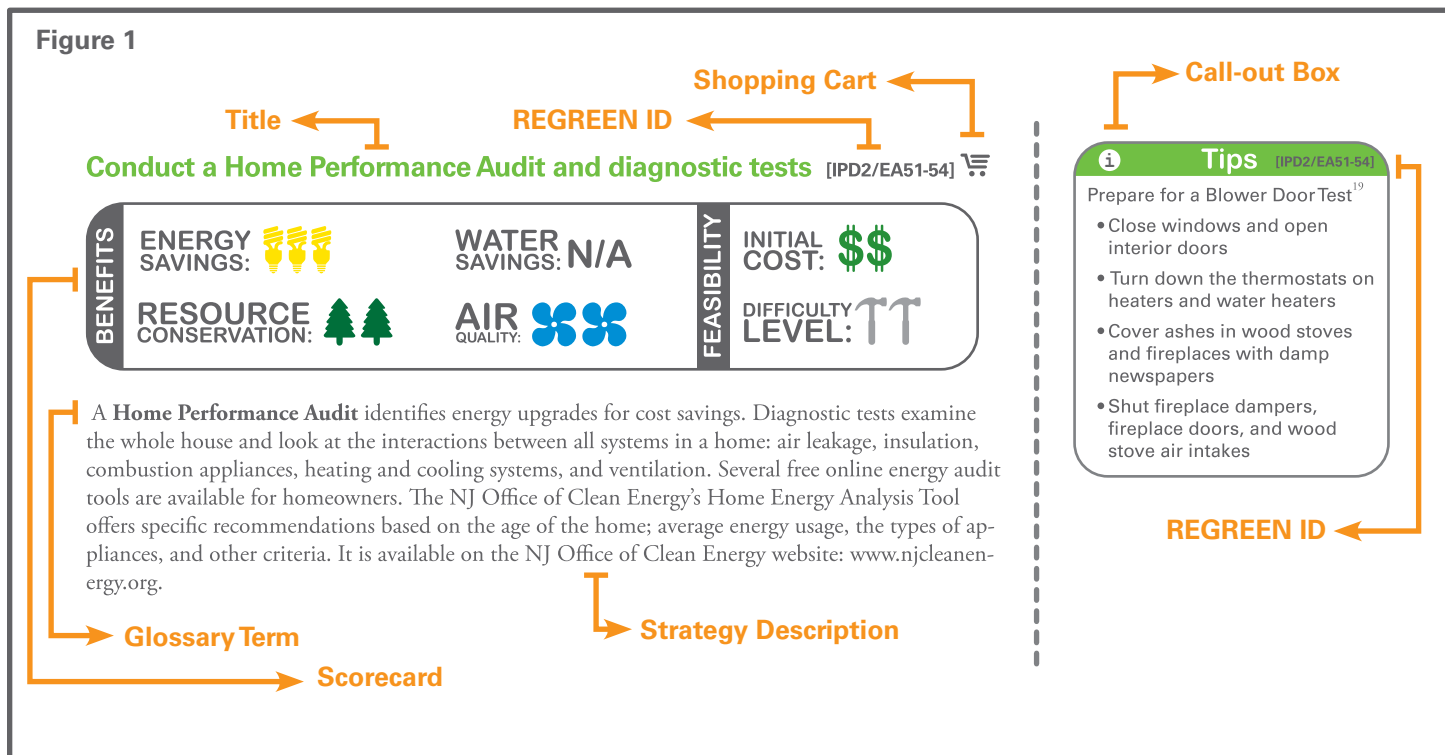 Figure 1
Shopping Cart
Title
REGREEN ID
Conduct a Home Performance Audit and diagnostic tests [IPD2/EA51-54]
BENEFITS
ENERGY
SAVINGS:
WATER
SAVINGS: N/A
RESOURCE
CONSERVATION:
AIR
QUALITY:
FEASIBILITY
INITIAL
COST: $$
DIFFICULTY
LEVEL:
A Home Performance Audit identifies energy upgrades for cost savings. Diagnostic tests examine
the whole house and look at the interactions between all systems in a home: air leakage, insulation,
combustion appliances, heating and cooling systems, and ventilation. Several free online energy audit
tools are available for homeowners. The NJ Office of Clean Energy’s Home Energy Analysis Tool
offers specific recommendations based on the age of the home; average energy usage, the types of ap-
pliances, and other criteria. It is available on the NJ Office of Clean Energy website: www.njcleanen-
ergy.org.
Glossary Term
Strategy Description
Scorecard
Call-out Box
i Tips [IPD2/EA51-54]
Prepare for a Blower Door Test19
• Close windows and open
interior doors
• Turn down the thermostats on
heaters and water heaters
• Cover ashes in wood stoves
and fireplaces with damp
newspapers
• Shut fireplace dampers,
fireplace doors, and wood
stove air intakes
REGREEN ID